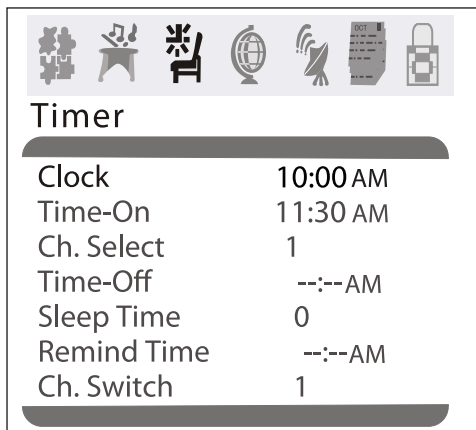 OCT
Timer
Clock 10:00 AM
Time-On 11:30 AM
Ch. Select 1
Time-Off --:-- AM
Sleep Time 0
Remind Time --:-- AM
Ch. Switch 1